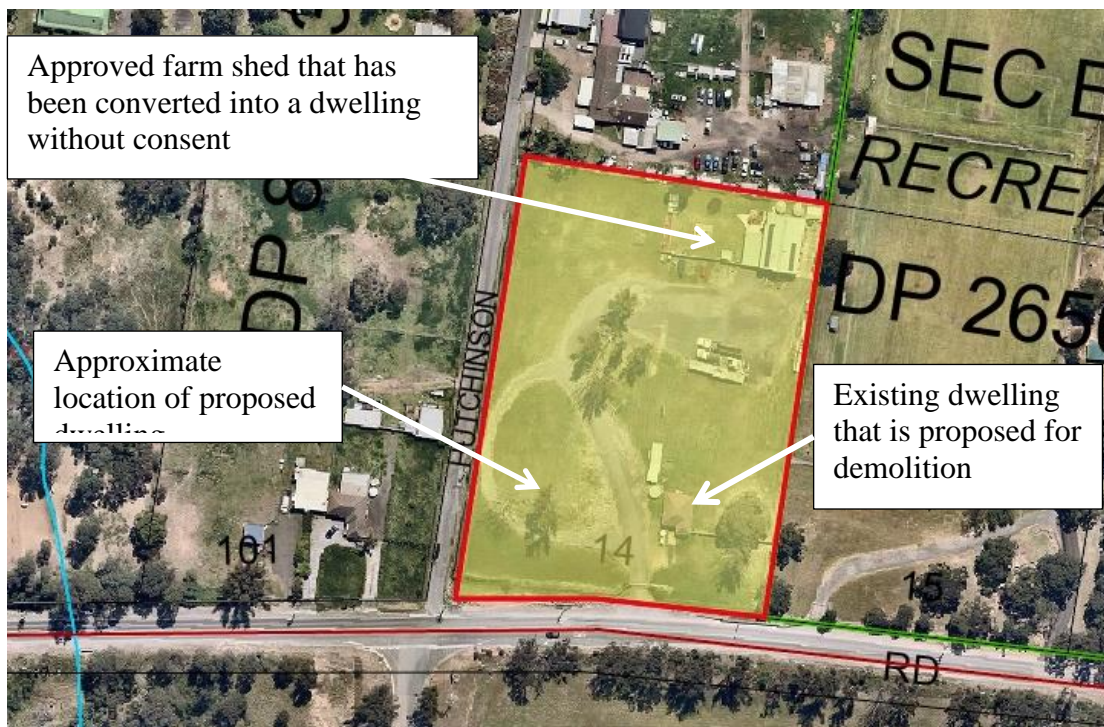 Approved farm shed that has
been converted into a dwelling
without consent
SEC
RECREA
DP 8
DP 265
HUTCHINSON
Approximate
location of proposed
dwelling
Existing dwelling
that is proposed for
demolition
101
14
15
RD